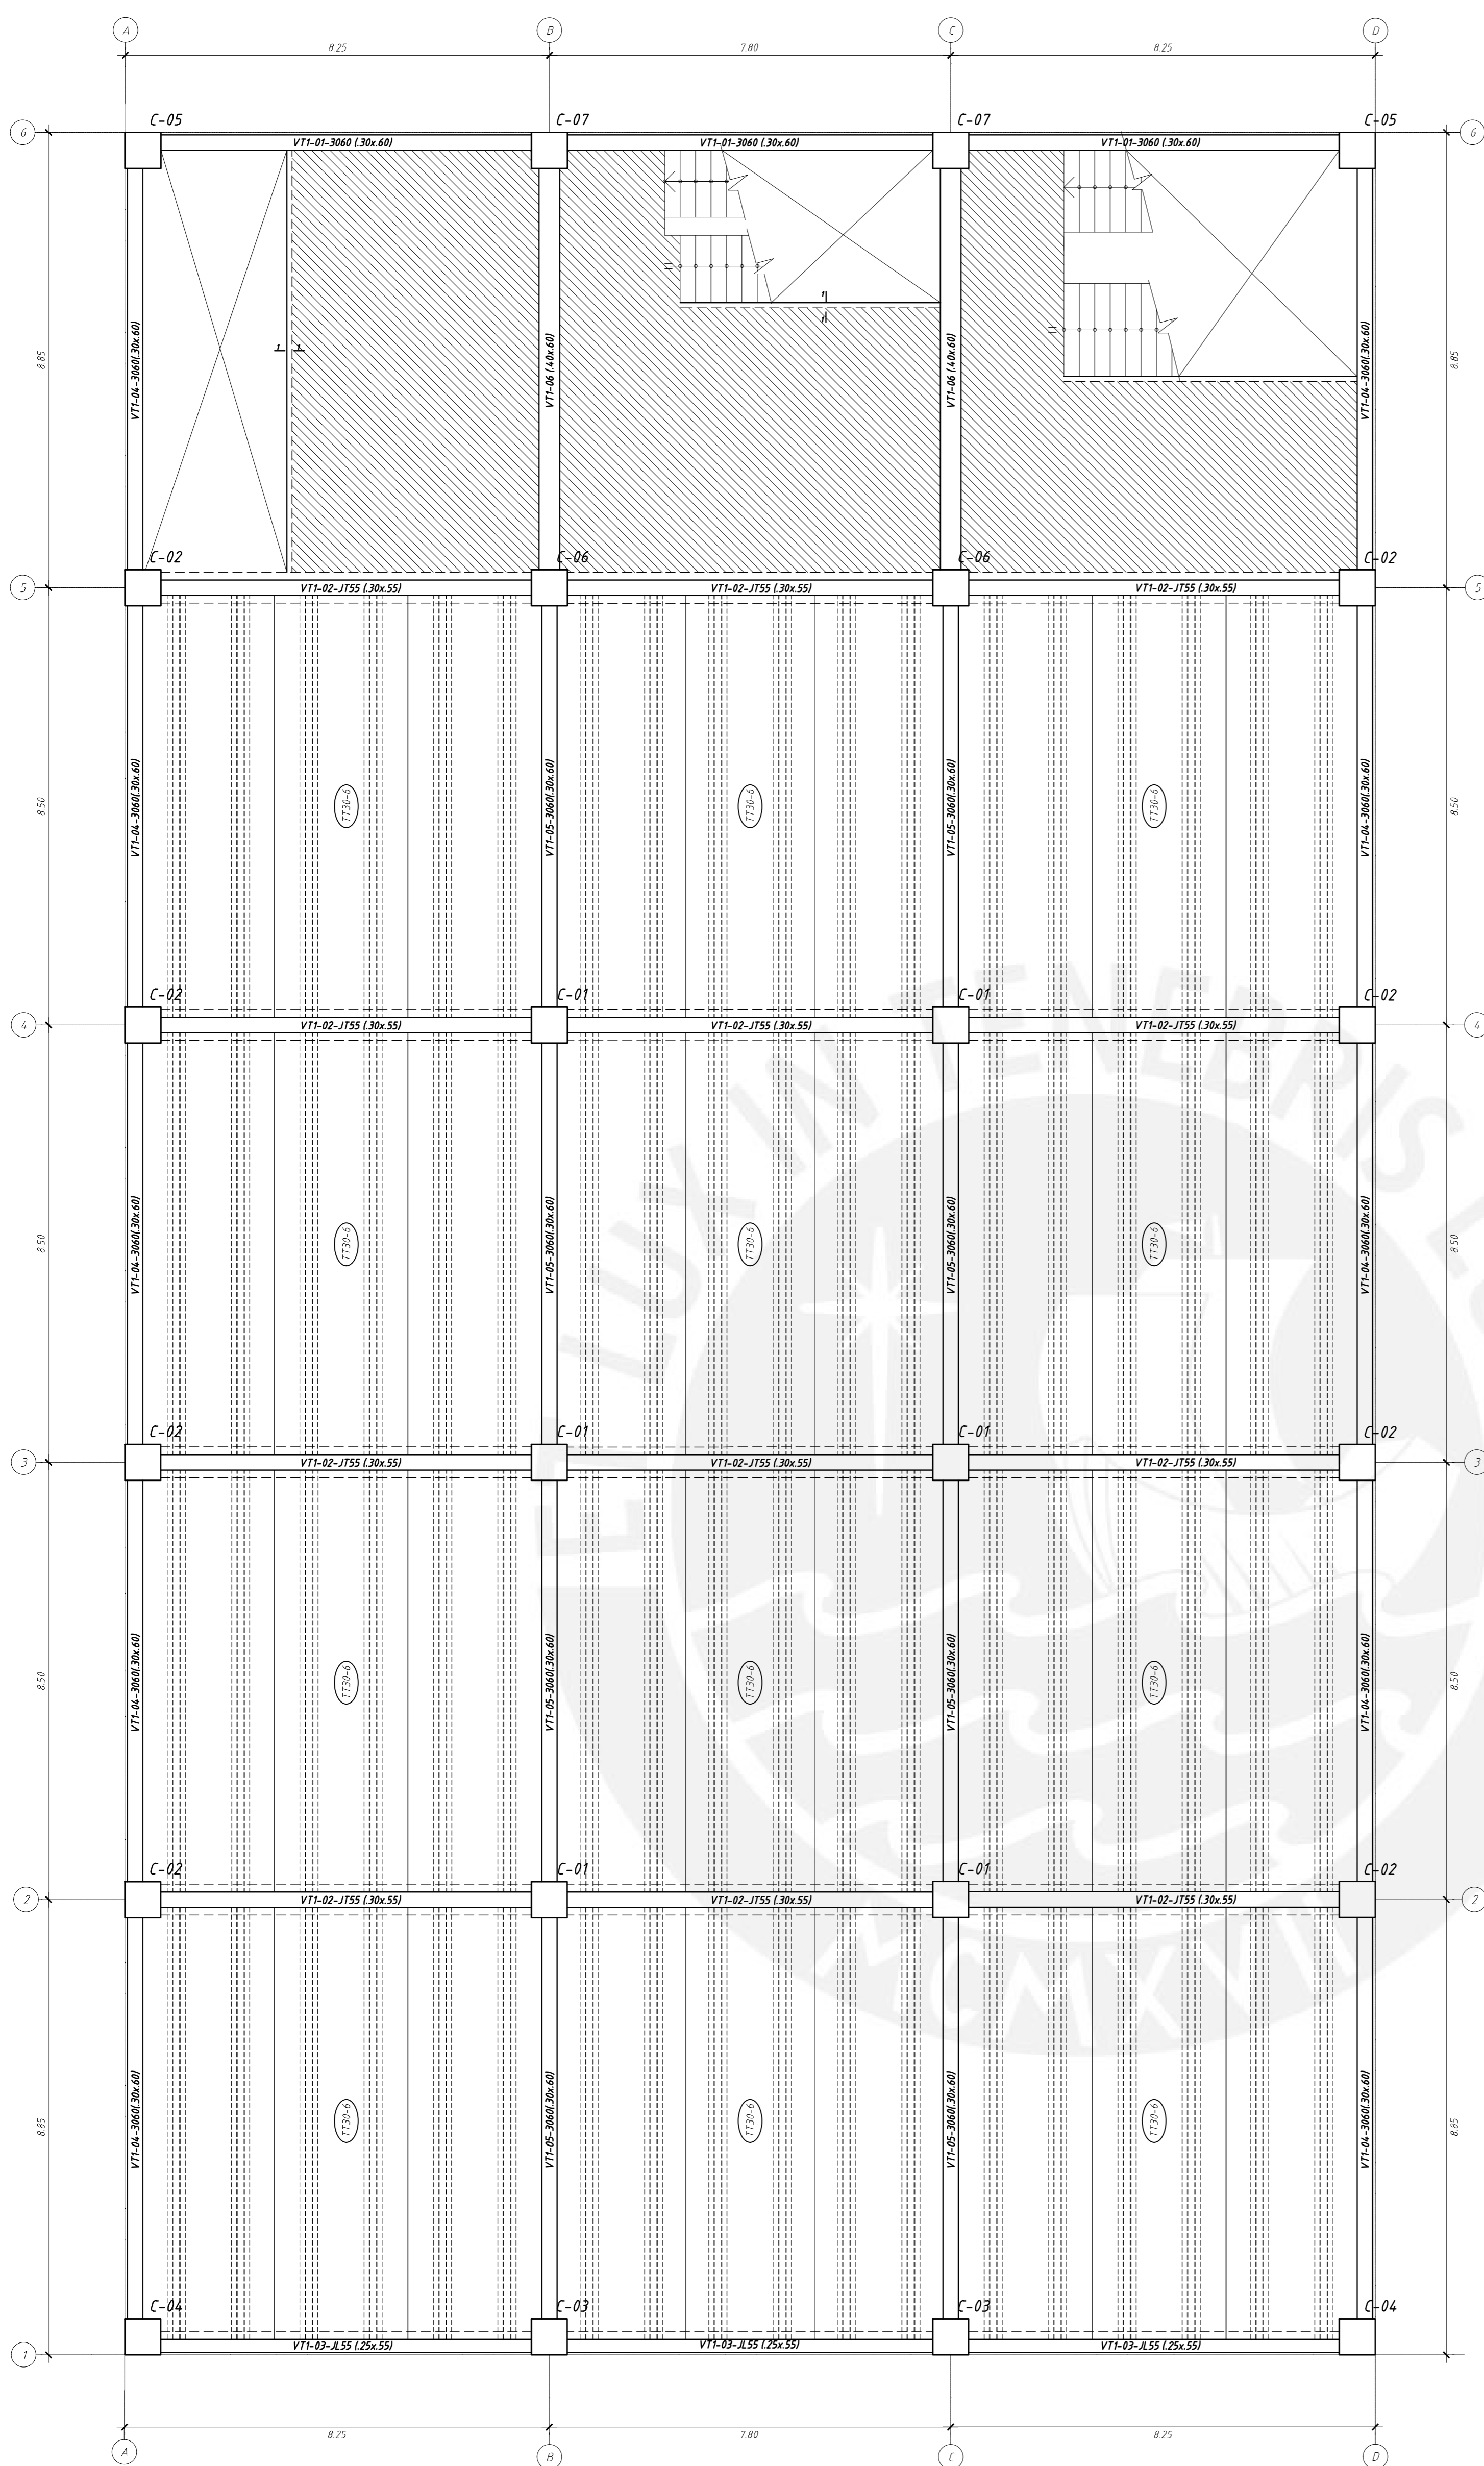 A B C D
8.25 7.80 8.25
C-05 C-07 C-07 C-05
6 VT1-01-3060 (.30x.60) VT1-01-3060 (.30x.60) VT1-01-3060 (.30x.60) 6
8.85 VT1-04-3060(.30x.60) 1 1 VT1-06 (.40x.60) 1 1 VT1-06 (.40x.60) VT1-04-3060(.30x.60) 8.85
C-02 C-06 C-06 C-02
5 VT1-02-JT55 (.30x.55) VT1-02-JT55 (.30x.55) VT1-02-JT55 (.30x.55) 5
8.50 VT1-04-3060(.30x.60) TT30-6 VT1-05-3060(.30x.60) TT30-6 VT1-05-3060(.30x.60) TT30-6 VT1-04-3060(.30x.60) 8.50
C-02 C-01 C-01 C-02
4 VT1-02-JT55 (.30x.55) VT1-02-JT55 (.30x.55) VT1-02-JT55 (.30x.55) 4
8.50 VT1-04-3060(.30x.60) TT30-6 VT1-05-3060(.30x.60) TT30-6 VT1-05-3060(.30x.60) TT30-6 VT1-04-3060(.30x.60) 8.50
C-02 C-01 C-01 C-02
3 VT1-02-JT55 (.30x.55) VT1-02-JT55 (.30x.55) VT1-02-JT55 (.30x.55) 3
8.50 VT1-04-3060(.30x.60) TT30-6 VT1-05-3060(.30x.60) TT30-6 VT1-05-3060(.30x.60) TT30-6 VT1-04-3060(.30x.60) 8.50
C-02 C-01 C-01 C-02
2 VT1-02-JT55 (.30x.55) VT1-02-JT55 (.30x.55) VT1-02-JT55 (.30x.55) 2
8.85 VT1-04-3060(.30x.60) TT30-6 VT1-05-3060(.30x.60) TT30-6 VT1-05-3060(.30x.60) TT30-6 VT1-04-3060(.30x.60) 8.85
C-04 C-03 C-03 C-04
1 VT1-03-JL55 (.25x.55) VT1-03-JL55 (.25x.55) VT1-03-JL55 (.25x.55) 1
8.25 7.80 8.25
A B C D
ET LUX IN TENEBRIS